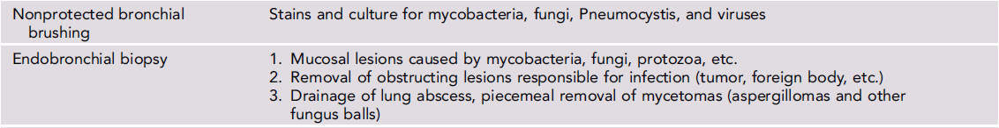 Nonprotected bronchial brushing
Stains and culture for mycobacteria, fungi, Pneumocystis, and viruses
Endobronchial biopsy
1. Mucosal lesions caused by mycobacteria, fungi, protozoa, etc.
2. Removal of obstructing lesions responsible for infection (tumor, foreign body, etc.)
3. Drainage of lung abscess, piecemeal removal of mycetomas (aspergillomas and other
fungus balls)